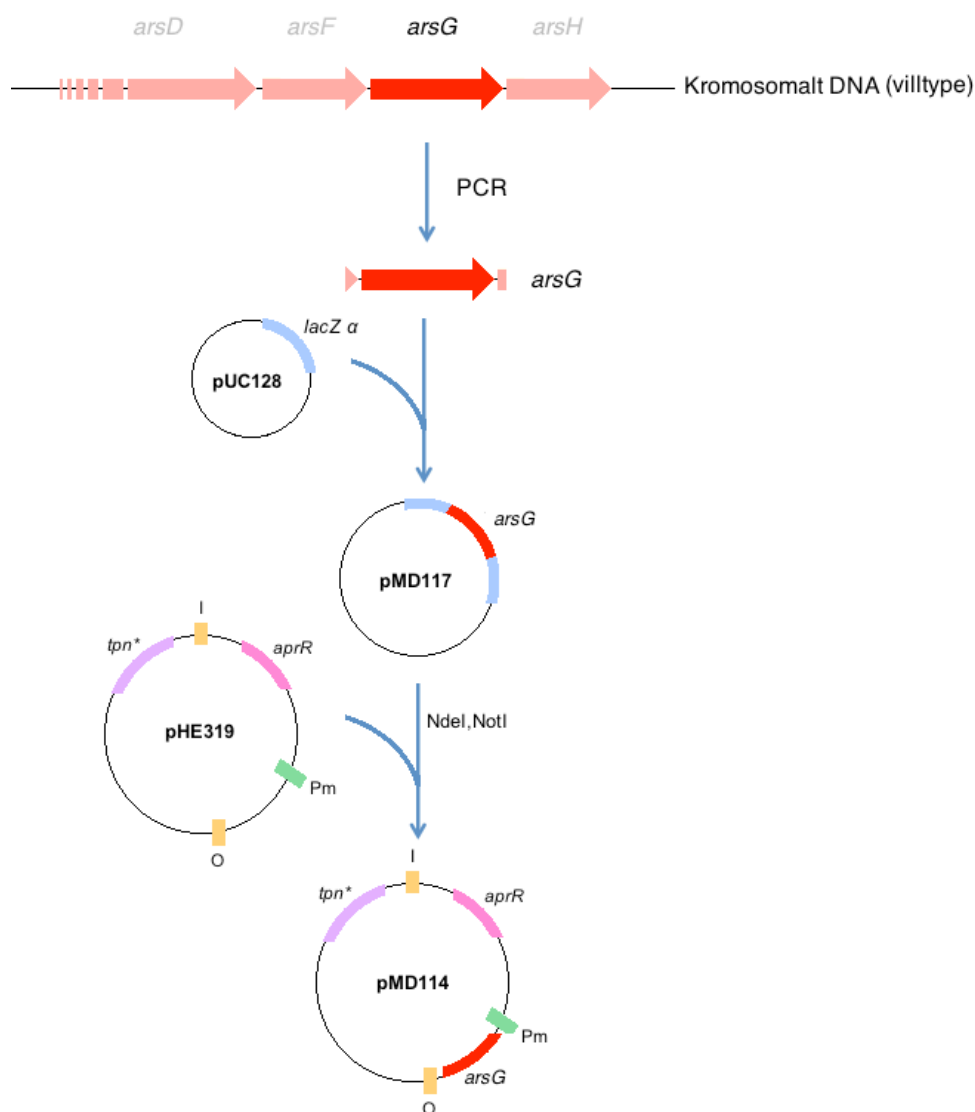 arsD arsF arsG arsH
Kromosomalt DNA (villtype)
PCR
arsG
lacZ α
pUC128
arsG
pMD117
I
tpn* aprR
NdeI,NotI
pHE319
Pm
O
I
tpn* aprR
pMD114
Pm
arsG
O